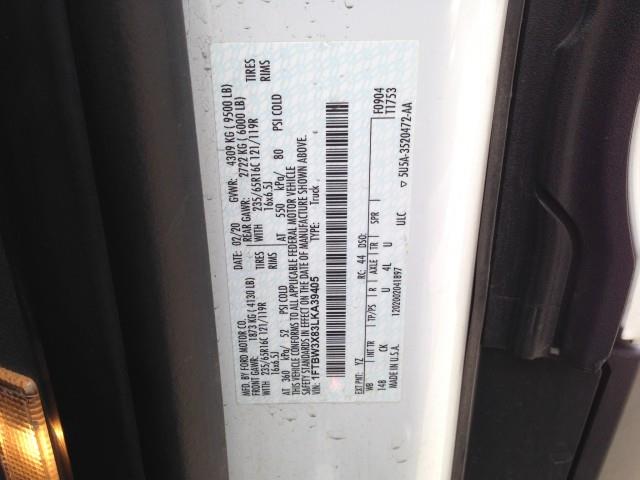 MFD. BY FORD MOTOR CO.
DATE: 02/20 GVWR: 4309 KG ( 9500 LB)
FRONT GAWR: 1873 KG ( 4130 LB) REAR GAWR: 2722 KG ( 6000 LB)
WITH 235/65R16C 121/119R TIRES WITH 235/65R16C 121/119R TIRES
16x6.5J RIMS 16x6.5J RIMS
AT 360 kPa/ 52 PSI COLD AT 550 kPa/ 80 PSI COLD
THIS VEHICLE CONFORMS TO ALL APPLICABLE FEDERAL MOTOR VEHICLE
SAFETY STANDARDS IN EFFECT ON THE DATE OF MANUFACTURE SHOWN ABOVE.
VIN: 1FTBW3X83LKA39405
TYPE: Truck
F0904
T1753
EXT PNT: YZ RC: 44 DSO:
WB INT TR TP/PS R AXLE TR SPR
148 CK U 4L U ULC
MADE IN U.S.A. 1202002041897
▽ 5U5A-3520472-AA